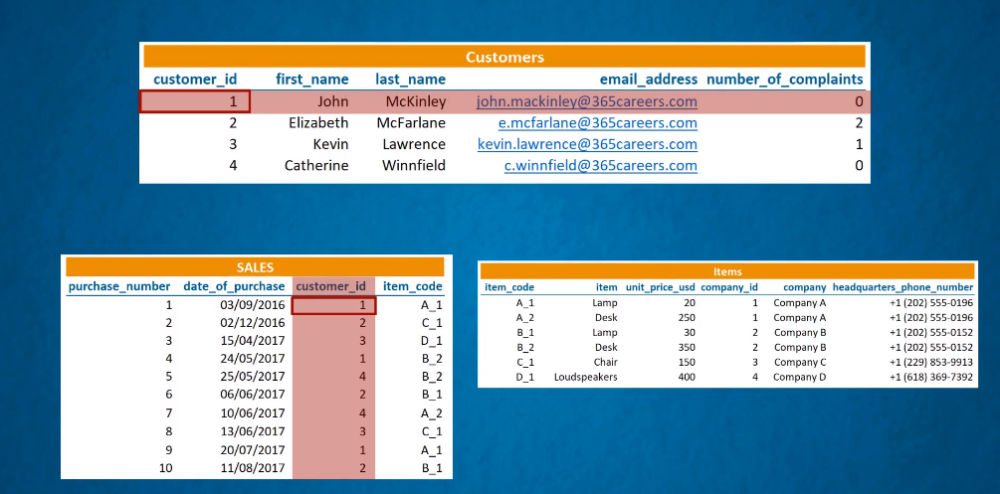 Customers
customer_id first_name last_name email_address number_of_complaints
1 John McKinley john.mackinley@365careers.com 0
2 Elizabeth McFarlane e.mcfarlane@365careers.com 2
3 Kevin Lawrence kevin.lawrence@365careers.com 1
4 Catherine Winnfield c.winnfield@365careers.com 0
SALES
purchase_number date_of_purchase customer_id item_code
1 03/09/2016 1 A_1
2 02/12/2016 2 C_1
3 15/04/2017 3 D_1
4 24/05/2017 1 B_2
5 25/05/2017 4 B_2
6 06/06/2017 2 B_1
7 10/06/2017 4 A_2
8 13/06/2017 3 C_1
9 20/07/2017 1 A_1
10 11/08/2017 2 B_1
Items
item_code item unit_price_usd company_id company headquarters_phone_number
A_1 Lamp 20 1 Company A +1 (202) 555-0196
A_2 Desk 250 1 Company A +1 (202) 555-0196
B_1 Lamp 30 2 Company B +1 (202) 555-0152
B_2 Desk 350 2 Company B +1 (202) 555-0152
C_1 Chair 150 3 Company C +1 (229) 853-9913
D_1 Loudspeakers 400 4 Company D +1 (618) 369-7392